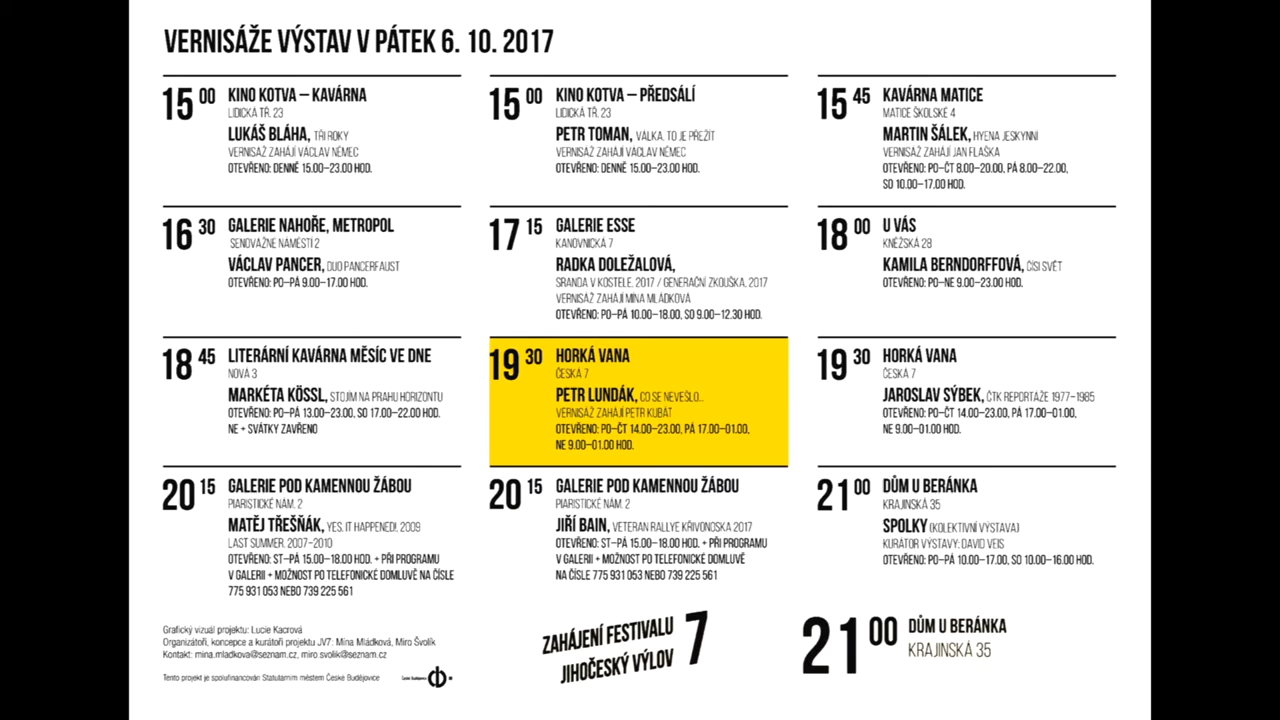 VERNISÁŽE VÝSTAV V PÁTEK 6. 10. 2017
15 00 KINO KOTVA – KAVÁRNA
LIDICKÁ TŘ. 23
LUKÁŠ BLÁHA, TŘI ROKY
VERNISÁŽ ZAHÁJÍ VÁCLAV NĚMEC
OTEVŘENO: DENNĚ 15.00–23.00 HOD.
15 00 KINO KOTVA – PŘEDSÁLÍ
LIDICKÁ TŘ. 23
PETR TOMAN, VÁLKA. TO JE PŘEŽÍT
VERNISÁŽ ZAHÁJÍ VÁCLAV NĚMEC
OTEVŘENO: DENNĚ 15.00–23.00 HOD.
15 45 KAVÁRNA MATICE
MATICE ŠKOLSKÉ 4
MARTIN ŠÁLEK, HYENA JESKYNNÍ
VERNISÁŽ ZAHÁJÍ JAN FLAŠKA
OTEVŘENO: PO–ČT 8.00–20.00, PÁ 8.00–22.00,
SO 10.00–17.00 HOD.
16 30 GALERIE NAHOŘE, METROPOL
SENOVÁŽNÉ NÁMĚSTÍ 2
VÁCLAV PANCER, DUO PANCERFAUST
OTEVŘENO: PO–PÁ 9.00–17.00 HOD.
17 15 GALERIE ESSE
KANOVNICKÁ 7
RADKA DOLEŽALOVÁ,
SRANDA V KOSTELE, 2017 / GENERAČNÍ ZKOUŠKA, 2017
VERNISÁŽ ZAHÁJÍ MÍNA MLÁDKOVÁ
OTEVŘENO: PO–PÁ 10.00–18.00, SO 9.00–12.30 HOD.
18 00 U VÁS
KNĚŽSKÁ 28
KAMILA BERNDORFFOVÁ, ČÍSI SVĚT
OTEVŘENO: PO–NE 9.00–23.00 HOD.
18 45 LITERÁRNÍ KAVÁRNA MĚSÍC VE DNE
NOVÁ 3
MARKÉTA KÖSSL, STOJÍM NA PRAHU HORIZONTU
OTEVŘENO: PO–PÁ 13.00–23.00, SO 17.00–22.00 HOD.
NE + SVÁTKY ZAVŘENO
19 30 HORKÁ VANA
ČESKÁ 7
PETR LUNDÁK, CO SE NEVEŠLO...
VERNISÁŽ ZAHÁJÍ PETR KUBÁT
OTEVŘENO: PO–ČT 14.00–23.00, PÁ 17.00–01.00,
NE 9.00–01.00 HOD.
19 30 HORKÁ VANA
ČESKÁ 7
JAROSLAV SÝBEK, ČTK REPORTÁŽE 1977–1985
OTEVŘENO: PO–ČT 14.00–23.00, PÁ 17.00–01.00,
NE 9.00–01.00 HOD.
20 15 GALERIE POD KAMENNOU ŽÁBOU
PIARISTICKÉ NÁM. 2
MATĚJ TŘEŠŇÁK, YES, IT HAPPENED!, 2009
LAST SUMMER, 2007–2010
OTEVŘENO: ST–PÁ 15.00–18.00 HOD. + PŘI PROGRAMU
V GALERII + MOŽNOST PO TELEFONICKÉ DOMLUVĚ NA ČÍSLE
775 931 053 NEBO 739 225 561
20 15 GALERIE POD KAMENNOU ŽÁBOU
PIARISTICKÉ NÁM. 2
JIŘÍ BAIN, VETERAN RALLYE KŘIVONOSKA 2017
OTEVŘENO: ST–PÁ 15.00–18.00 HOD. + PŘI PROGRAMU
V GALERII + MOŽNOST PO TELEFONICKÉ DOMLUVĚ
NA ČÍSLE 775 931 053 NEBO 739 225 561
21 00 DŮM U BERÁNKA
KRAJINSKÁ 35
SPOLKY (KOLEKTIVNÍ VÝSTAVA)
KURÁTOR VÝSTAVY: DAVID VEIS
OTEVŘENO: PO–PÁ 10.00–17.00, SO 10.00–16.00 HOD.
Grafický vizuál projektu: Lucie Kacrová
Organizátoři, koncepce a kurátoři projektu JV7: Mína Mládková, Miro Švolík
Kontakt: mina.mladkova@seznam.cz, miro.svolik@seznam.cz
Tento projekt je spolufinancován Statutárním městem České Budějovice
ZAHÁJENÍ FESTIVALU
JIHOČESKÝ VÝLOV 7
21 00 DŮM U BERÁNKA
KRAJINSKÁ 35